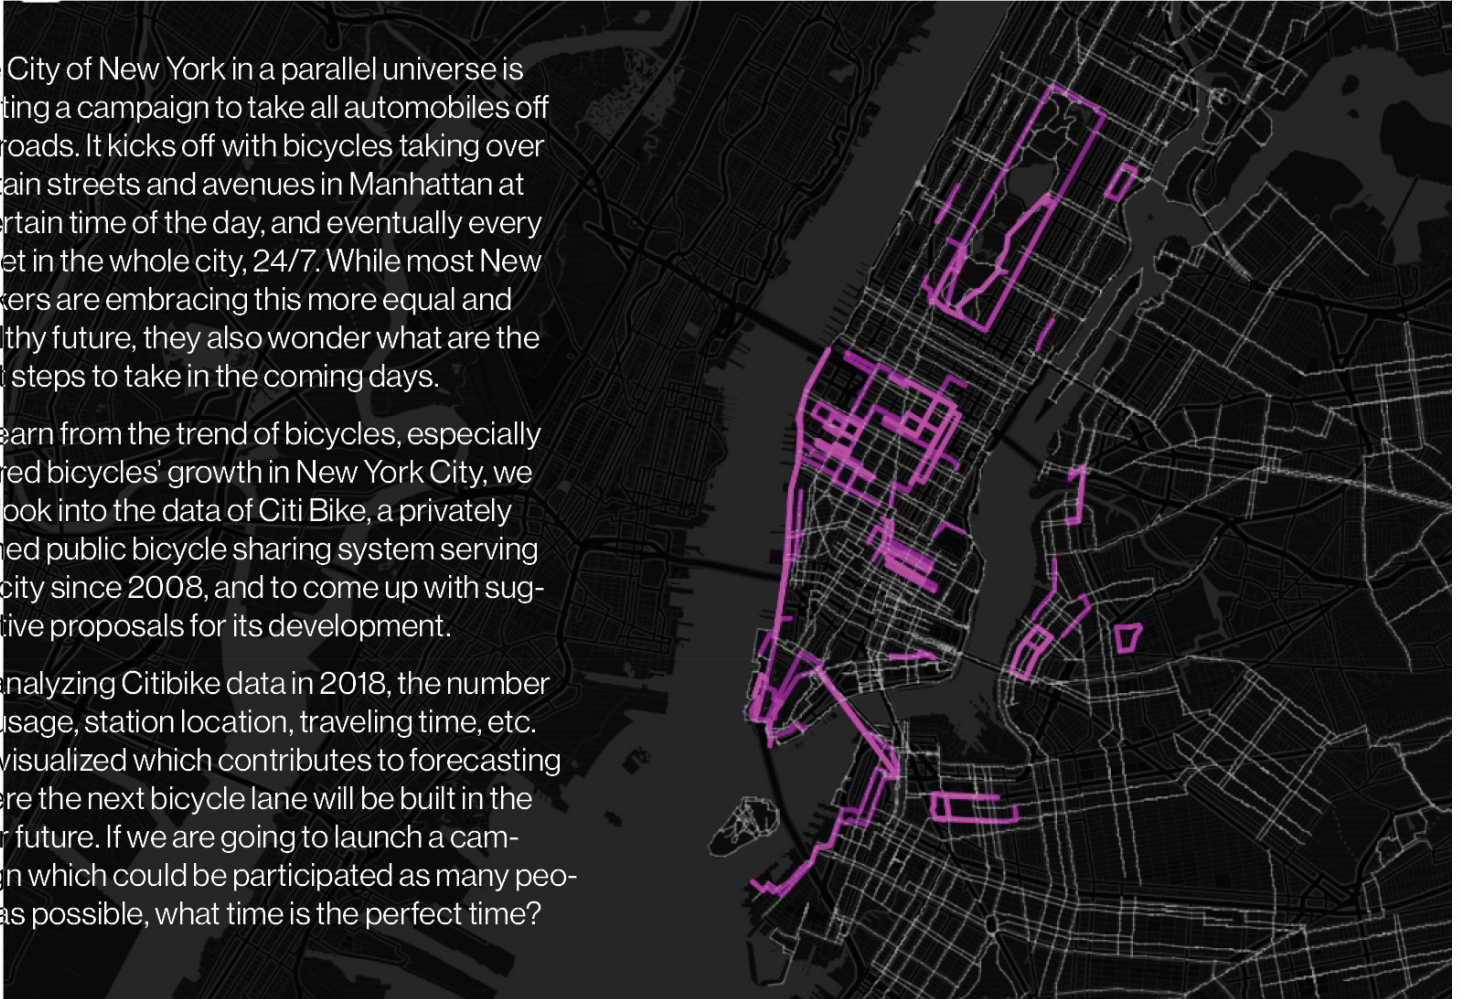 City of New York in a parallel universe is
ting a campaign to take all automobiles off
roads. It kicks off with bicycles taking over
ain streets and avenues in Manhattan at
ertain time of the day, and eventually every
et in the whole city, 24/7. While most New
kers are embracing this more equal and
lthy future, they also wonder what are the
t steps to take in the coming days.
earn from the trend of bicycles, especially
red bicycles' growth in New York City, we
ook into the data of Citi Bike, a privately
ned public bicycle sharing system serving
city since 2008, and to come up with sug-
tive proposals for its development.
analyzing Citibike data in 2018, the number
usage, station location, traveling time, etc.
visualized which contributes to forecasting
re the next bicycle lane will be built in the
r future. If we are going to launch a cam-
n which could be participated as many peo-
as possible, what time is the perfect time?